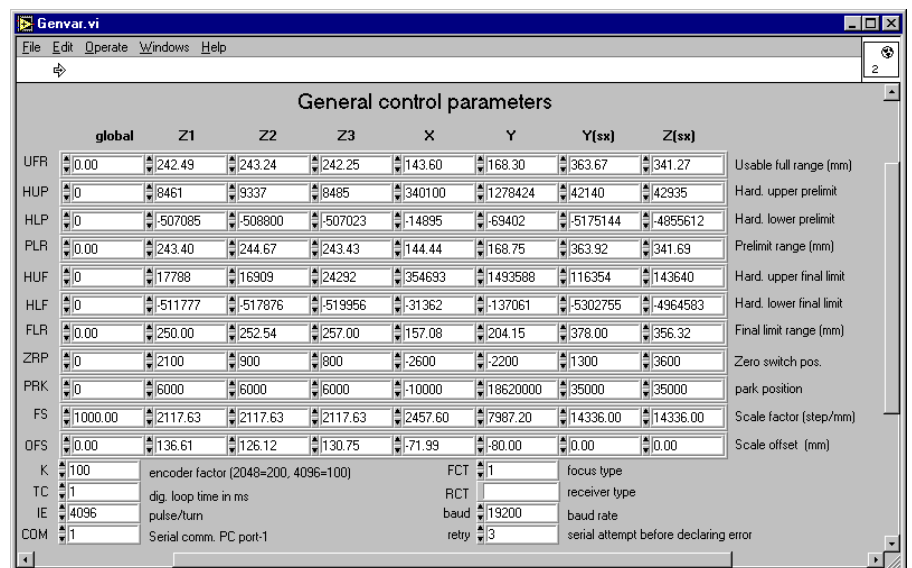 Genvar.vi
File Edit Operate Windows Help
2
General control parameters
global Z1 Z2 Z3 X Y Y(sx) Z(sx)
UFR 0.00 242.49 243.24 242.25 143.60 168.30 363.67 341.27 Usable full range (mm)
HUP 0 8461 9337 8485 340100 1278424 42140 42935 Hard. upper prelimit
HLP 0 -507085 -508800 -507023 -14895 -69402 -5175144 -4855612 Hard. lower prelimit
PLR 0.00 243.40 244.67 243.43 144.44 168.75 363.92 341.69 Prelimit range (mm)
HUF 0 17788 16909 24292 354693 1493588 116354 143640 Hard. upper final limit
HLF 0 -511777 -517876 -519956 -31362 -137061 -5302755 -4964583 Hard. lower final limit
FLR 0.00 250.00 252.54 257.00 157.08 204.15 378.00 356.32 Final limit range (mm)
ZRP 0 2100 900 800 -2600 -2200 1300 3600 Zero switch pos.
PRK 0 6000 6000 6000 -10000 18620000 35000 35000 park position
FS 1000.00 2117.63 2117.63 2117.63 2457.60 7987.20 14336.00 14336.00 Scale factor (step/mm)
OFS 0.00 136.61 126.12 130.75 -71.99 -80.00 0.00 0.00 Scale offset (mm)
K 100 encoder factor (2048=200, 4096=100) FCT 1 focus type
TC 1 dig. loop time in ms RCT receiver type
IE 4096 pulse/turn baud 19200 baud rate
COM 1 Serial comm. PC port-1 retry 3 serial attempt before declaring error